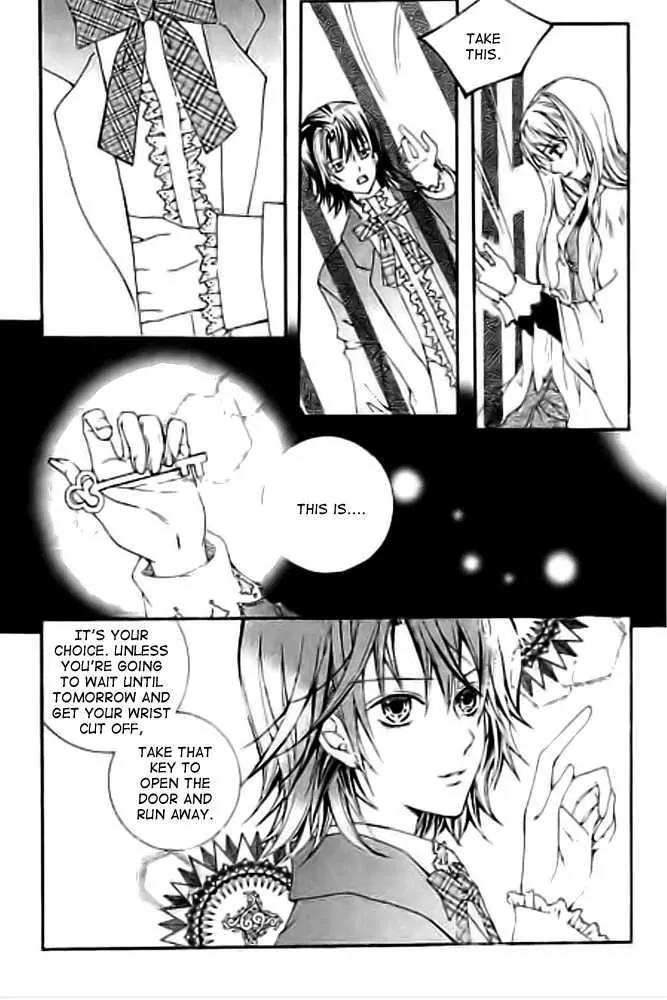 TAKE
THIS.
THIS IS....
IT'S YOUR
CHOICE. UNLESS
YOU'RE GOING
TO WAIT UNTIL
TOMORROW AND
GET YOUR WRIST
CUT OFF,
TAKE THAT
KEY TO
OPEN THE
DOOR AND
RUN AWAY.